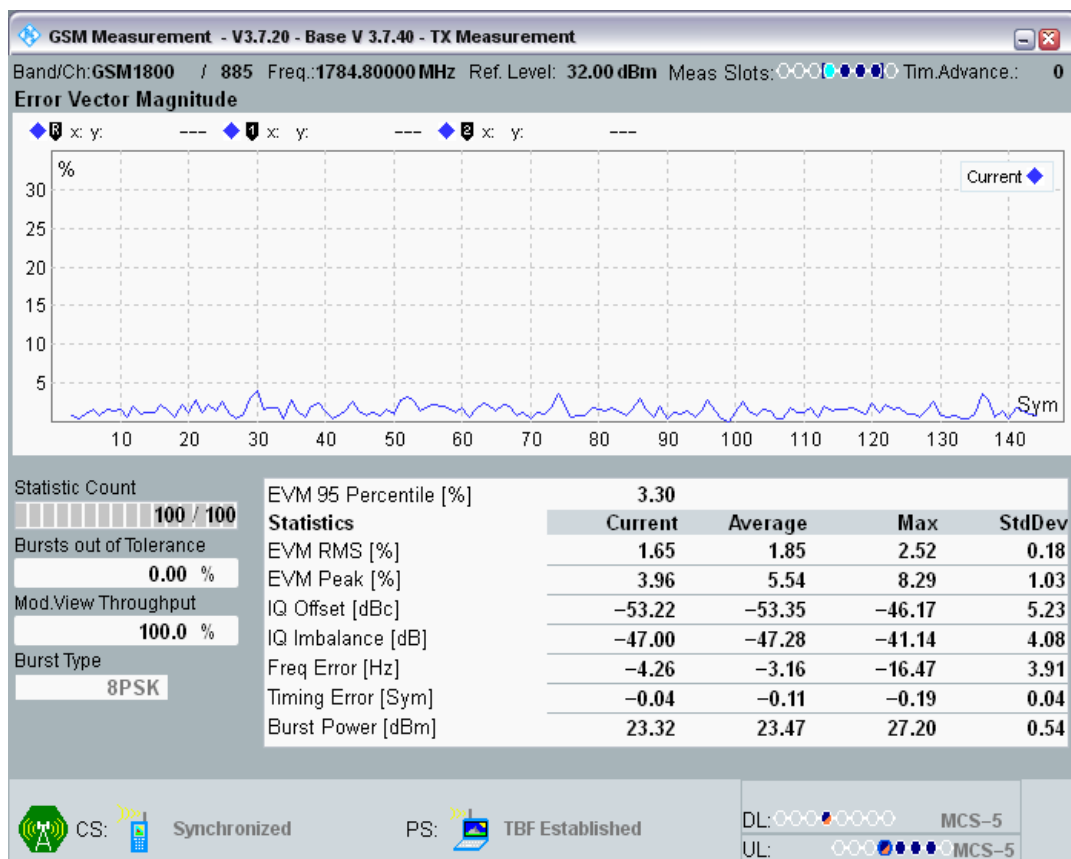 GSM Measurement - V3.7.20 - Base V 3.7.40 - TX Measurement
Band/Ch:GSM1800 / 885 Freq.:1784.80000 MHz Ref. Level: 32.00 dBm Meas Slots: Tim.Advance.: 0
Error Vector Magnitude
R x: y: --- 1 x: y: --- 2 x: y: ---
%
Current
30
25
20
15
10
5
Sym
10 20 30 40 50 60 70 80 90 100 110 120 130 140
Statistic Count
100 / 100
Bursts out of Tolerance
0.00 %
Mod.View Throughput
100.0 %
Burst Type
8PSK
EVM 95 Percentile [%] 3.30
Statistics Current Average Max StdDev
EVM RMS [%] 1.65 1.85 2.52 0.18
EVM Peak [%] 3.96 5.54 8.29 1.03
IQ Offset [dBc] −53.22 −53.35 −46.17 5.23
IQ Imbalance [dB] −47.00 −47.28 −41.14 4.08
Freq Error [Hz] −4.26 −3.16 −16.47 3.91
Timing Error [Sym] −0.04 −0.11 −0.19 0.04
Burst Power [dBm] 23.32 23.47 27.20 0.54
CS: Synchronized PS: TBF Established
DL: MCS−5
UL: MCS−5